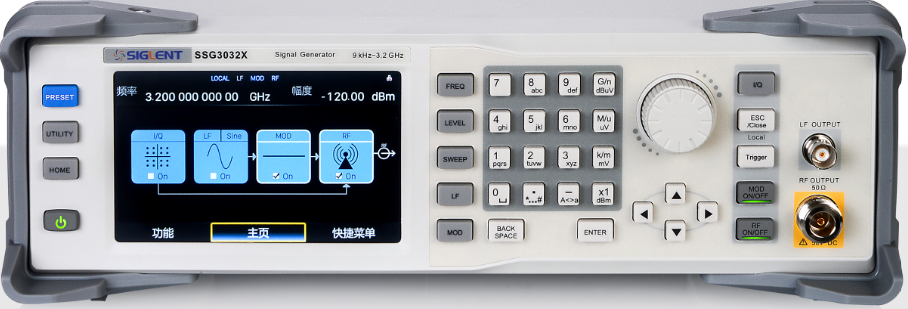 SIGLENT SSG3032X Signal Generator 9 kHz~3.2 GHz
LOCAL LF MOD RF
频率 3.200 000 000 00 GHz 幅度 -120.00 dBm
I/Q
On
LF Sine
On
MOD
On
RF
On
RF
功能 主页 快捷菜单
PRESET
UTILITY
HOME
FREQ
LEVEL
SWEEP
LF
MOD
7 8 abc 9 def G/n dBuV
4 ghi 5 jkl 6 mno M/u uV
1 pqrs 2 tuvw 3 xyz k/m mV
0 . *...# – A<>a x1 dBm
BACK SPACE
ENTER
I/Q
ESC /Close
Local
Trigger
MOD ON/OFF
RF ON/OFF
LF OUTPUT
RF OUTPUT
50Ω
50V DC